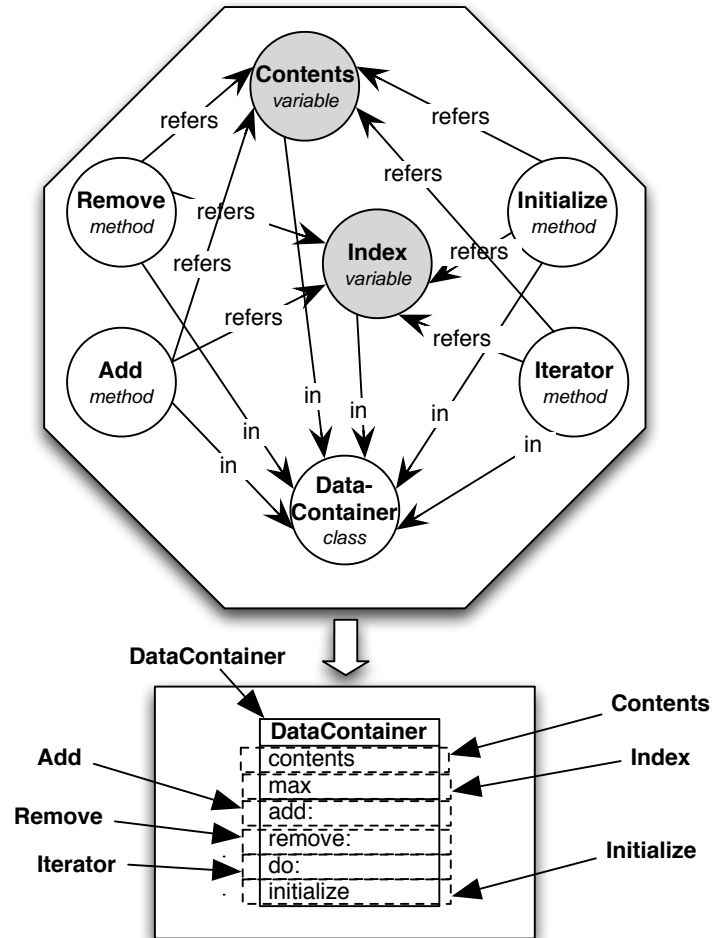 Contents
variable
refers
refers
refers
Remove
method
Initialize
method
refers
Index
variable
refers
refers
refers
refers
Add
method
Iterator
method
in
in
in
in
in
in
Data-
Container
class
DataContainer
Contents
DataContainer
contents
Add
Index
max
add:
Remove
remove:
Iterator
do:
Initialize
initialize